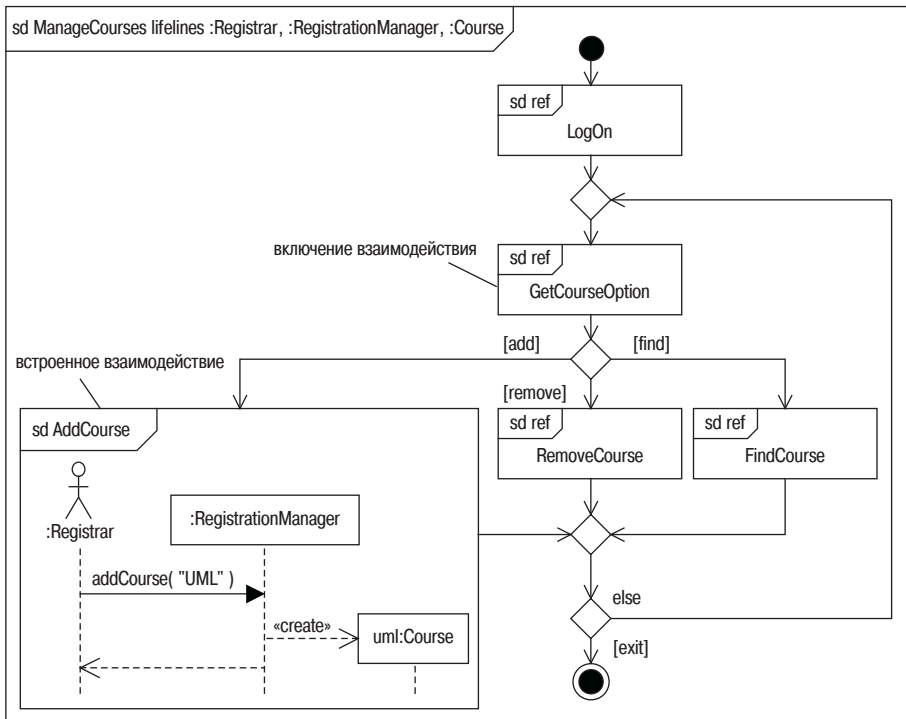 sd ManageCourses lifelines :Registrar, :RegistrationManager, :Course
sd ref
LogOn
включение взаимодействия
sd ref
GetCourseOption
[add]
[find]
встроенное взаимодействие
[remove]
sd AddCourse
sd ref
RemoveCourse
sd ref
FindCourse
:Registrar
:RegistrationManager
addCourse( "UML" )
«create»
uml:Course
else
[exit]